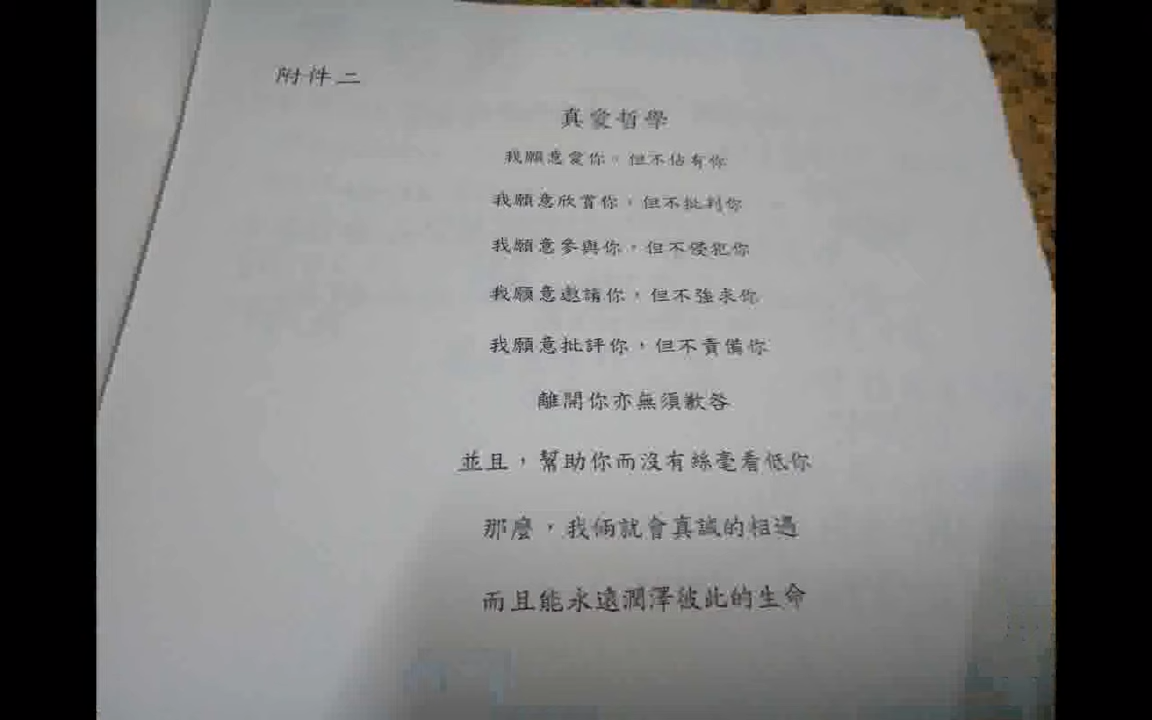 附件二
真愛哲學
我願意愛你，但不佔有你
我願意欣賞你，但不批判你
我願意參與你，但不侵犯你
我願意邀請你，但不強求你
我願意批評你，但不責備你
離開你亦無須歉咎
並且，幫助你而沒有絲毫看低你
那麼，我倆就會真誠的相遇
而且能永遠潤澤彼此的生命